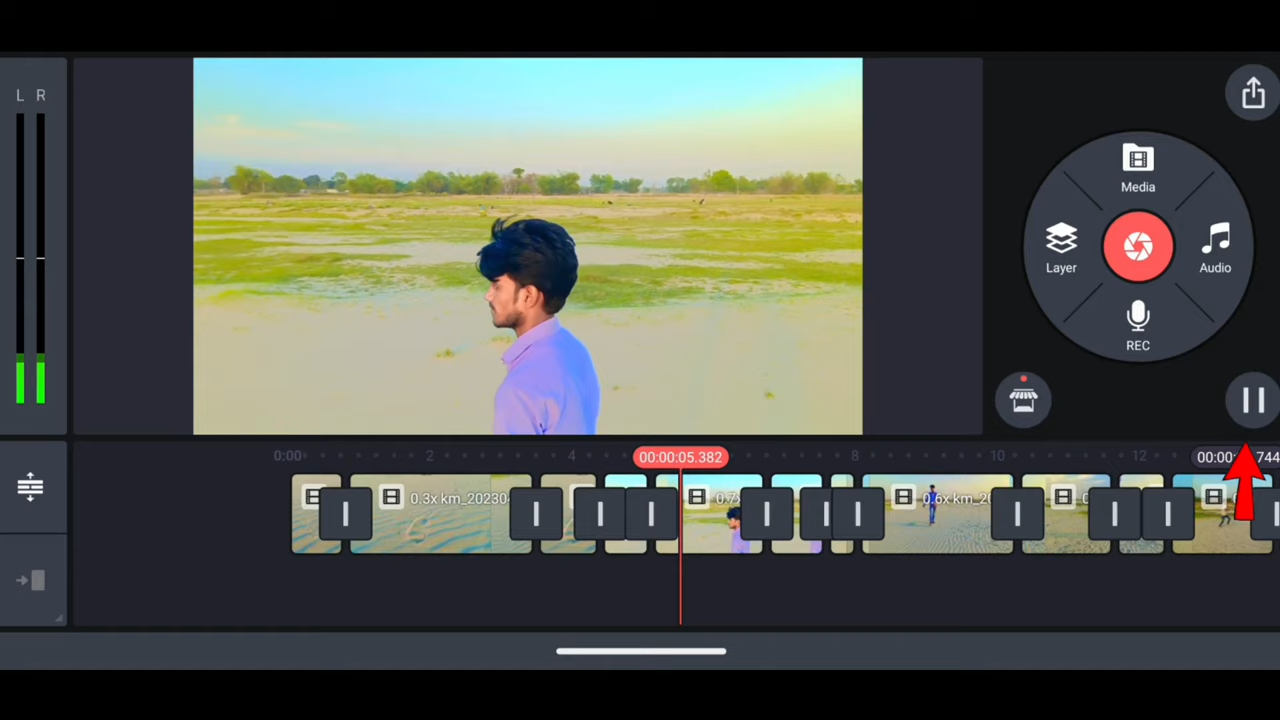 L R
Media
Layer
Audio
REC
0:00 2 4 00:00:05.382 8 10 12 00:00: 744
0.3x km_20230
0.7x
0.6x km_20